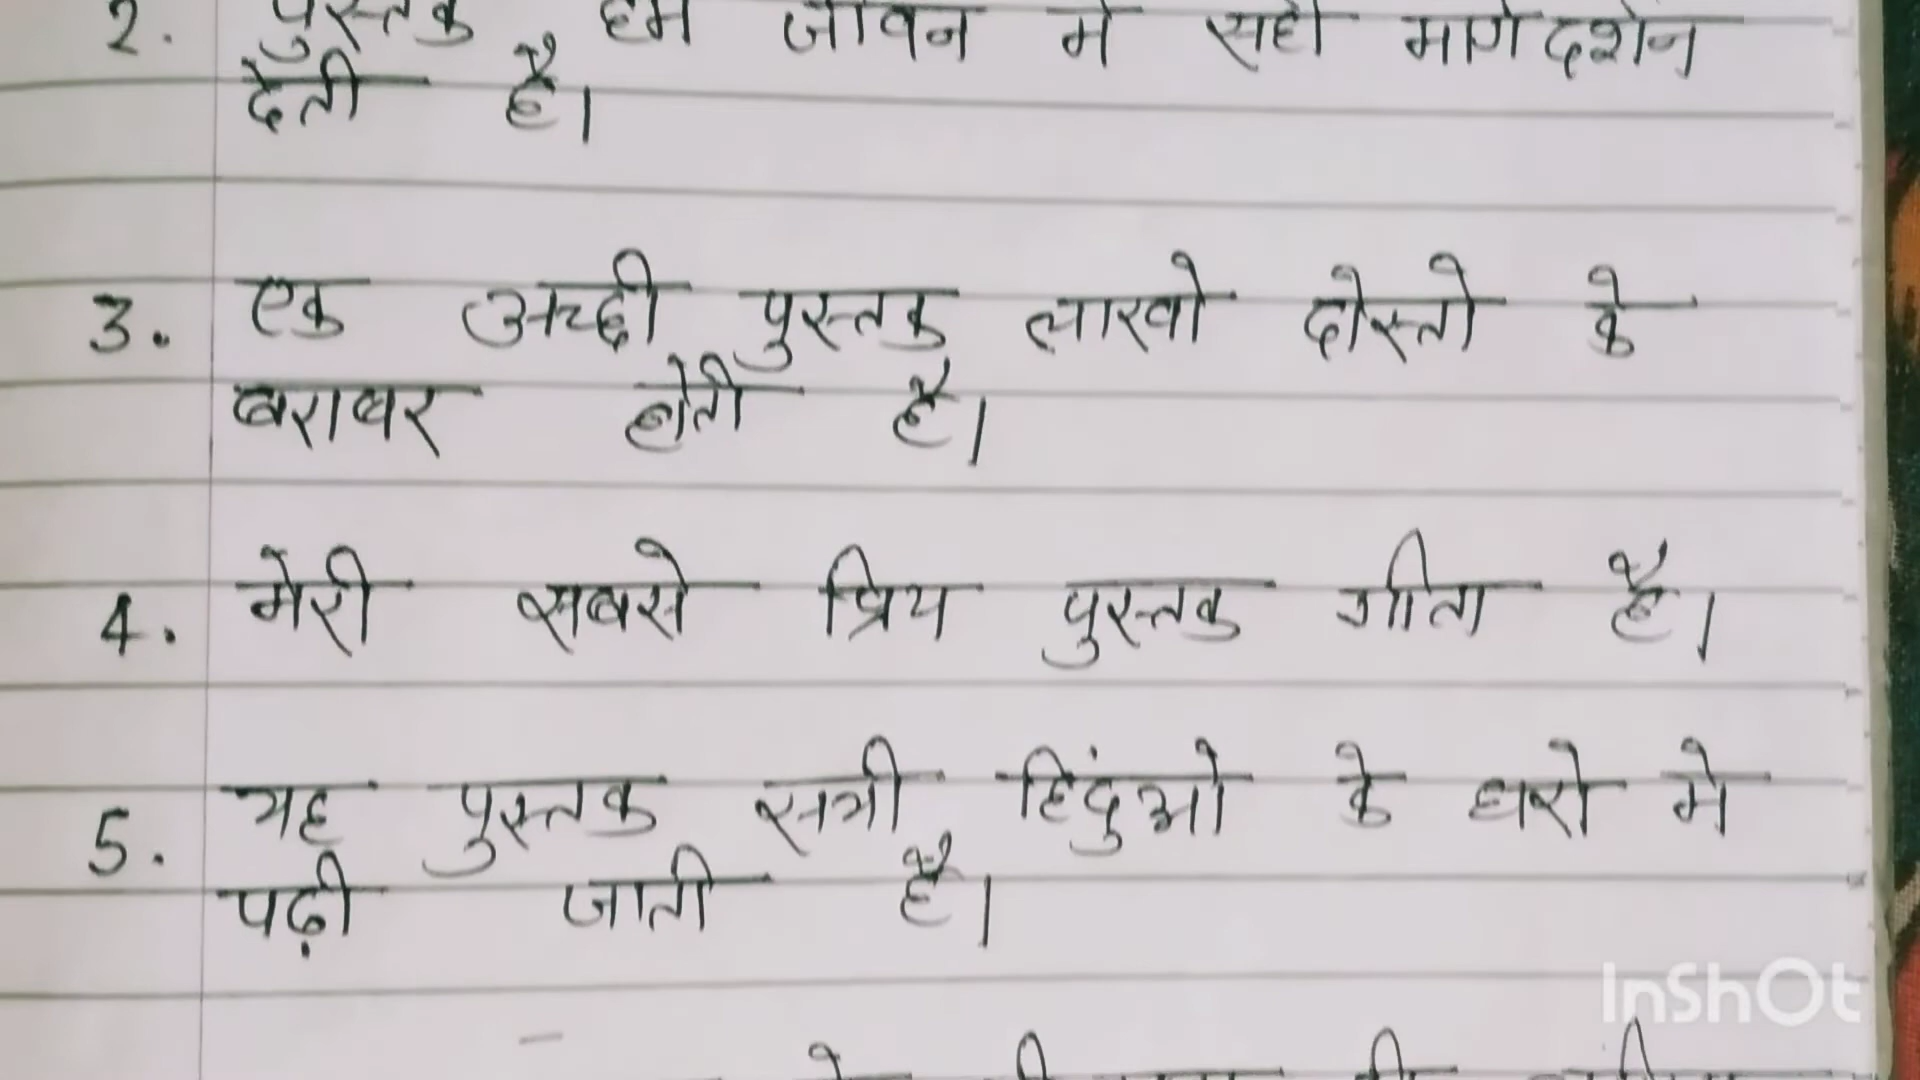 2. पुस्तक हमे जीवन मे सही मार्गदर्शन
देती है।
3. एक अच्छी पुस्तक लाखो दोस्तो के
बराबर होती है।
4. मेरी सबसे प्रिय पुस्तक गीता है।
5. यह पुस्तक सभी हिंदुओ के घरो मे
पढ़ी जाती है।
InShOt